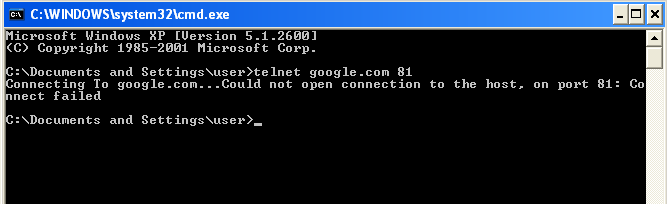 C:\WINDOWS\system32\cmd.exe
Microsoft Windows XP [Version 5.1.2600]
(C) Copyright 1985-2001 Microsoft Corp.
C:\Documents and Settings\user>telnet google.com 81
Connecting To google.com...Could not open connection to the host, on port 81: Co
nnect failed
C:\Documents and Settings\user>_